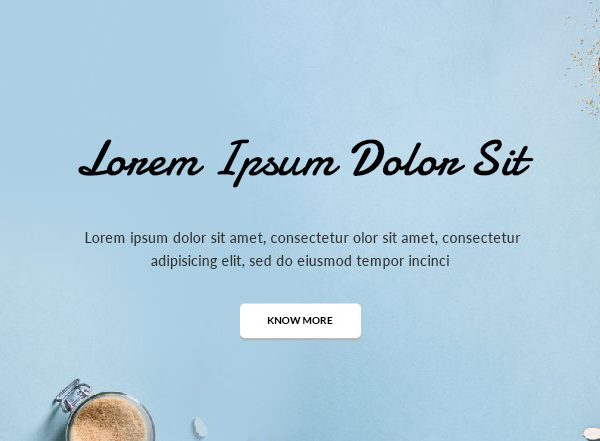 Lorem Ipsum Dolor Sit
Lorem ipsum dolor sit amet, consectetur olor sit amet, consectetur
adipisicing elit, sed do eiusmod tempor incinci
KNOW MORE